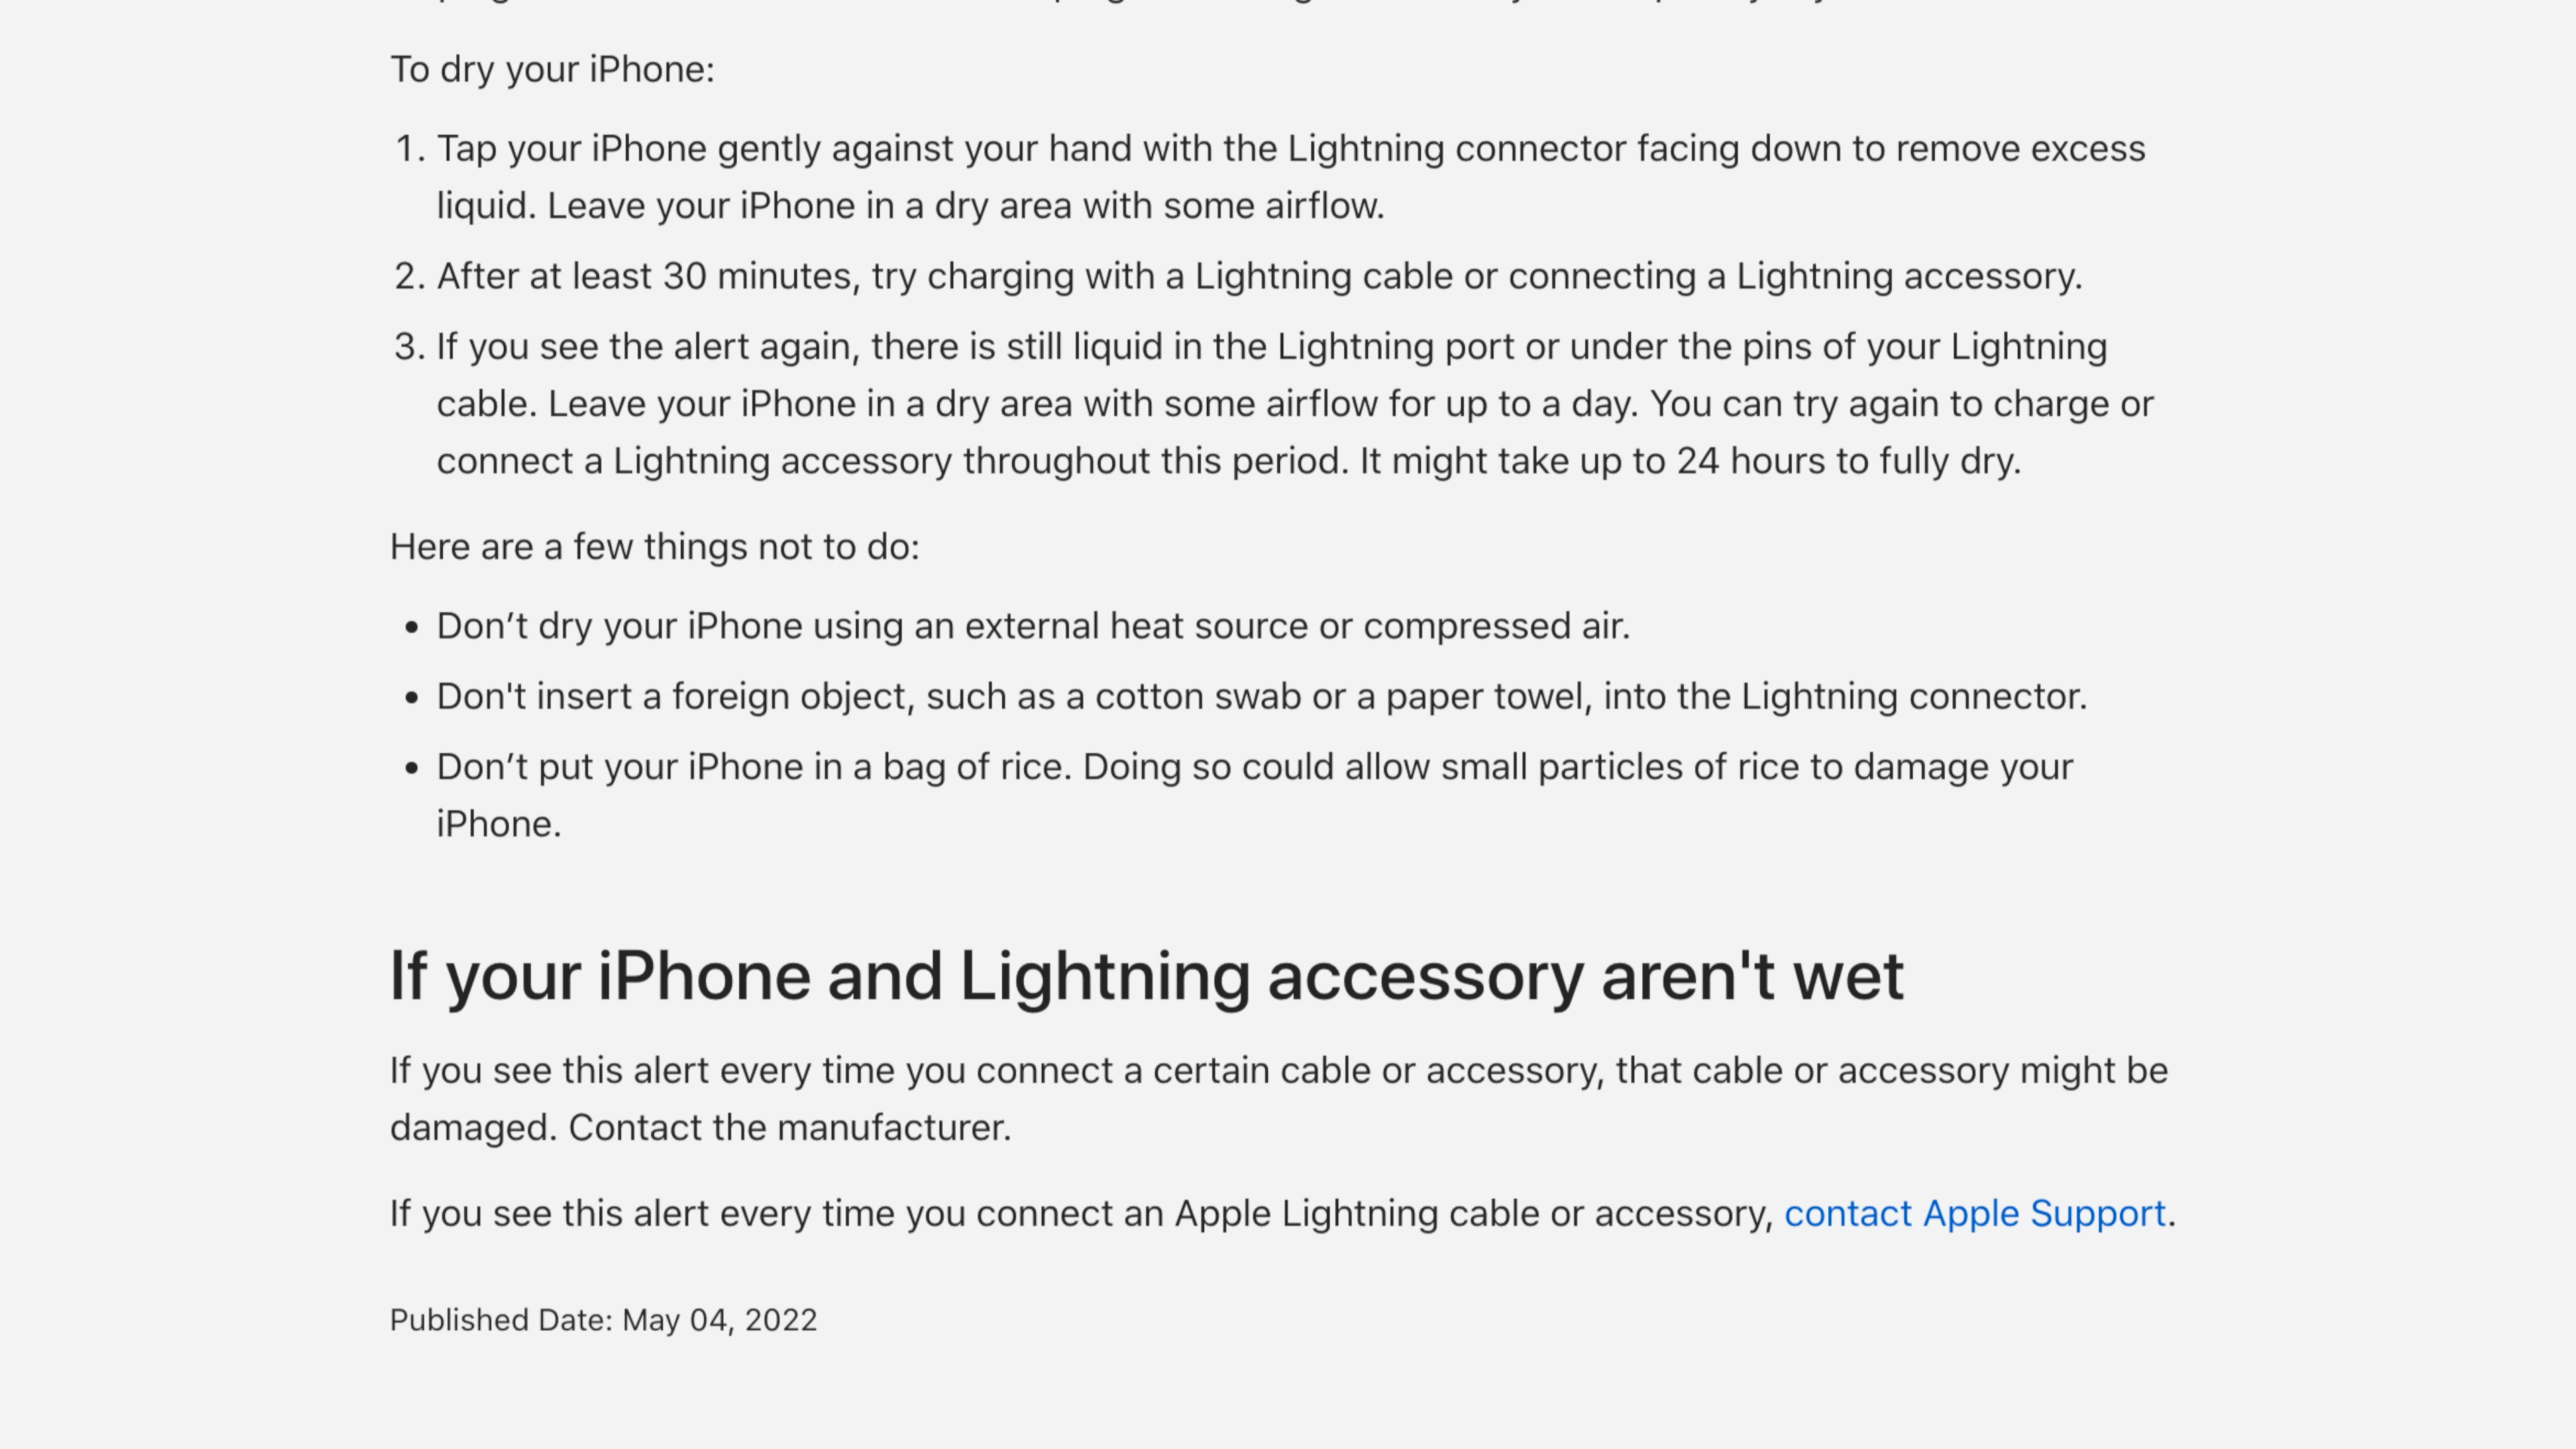 To dry your iPhone:
1. Tap your iPhone gently against your hand with the Lightning connector facing down to remove excess
liquid. Leave your iPhone in a dry area with some airflow.
2. After at least 30 minutes, try charging with a Lightning cable or connecting a Lightning accessory.
3. If you see the alert again, there is still liquid in the Lightning port or under the pins of your Lightning
cable. Leave your iPhone in a dry area with some airflow for up to a day. You can try again to charge or
connect a Lightning accessory throughout this period. It might take up to 24 hours to fully dry.
Here are a few things not to do:
• Don’t dry your iPhone using an external heat source or compressed air.
• Don't insert a foreign object, such as a cotton swab or a paper towel, into the Lightning connector.
• Don’t put your iPhone in a bag of rice. Doing so could allow small particles of rice to damage your
iPhone.
If your iPhone and Lightning accessory aren't wet
If you see this alert every time you connect a certain cable or accessory, that cable or accessory might be
damaged. Contact the manufacturer.
If you see this alert every time you connect an Apple Lightning cable or accessory, contact Apple Support.
Published Date: May 04, 2022